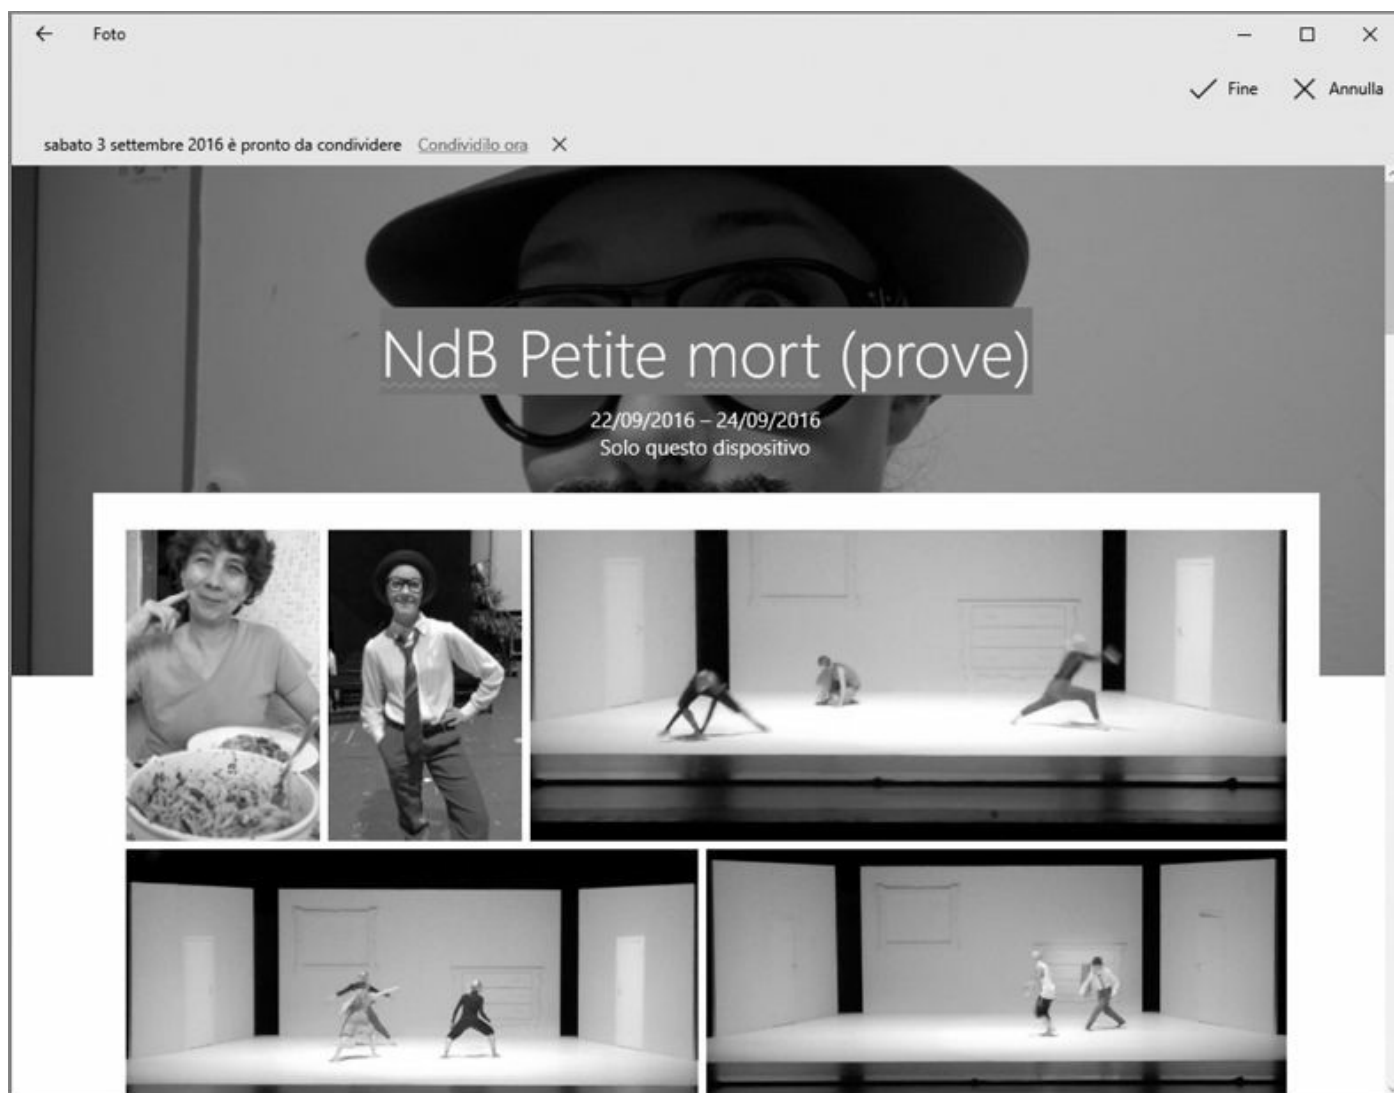 Foto
Fine Annulla
sabato 3 settembre 2016 è pronto da condividere Condividilo ora
NdB Petite mort (prove)
22/09/2016 – 24/09/2016
Solo questo dispositivo